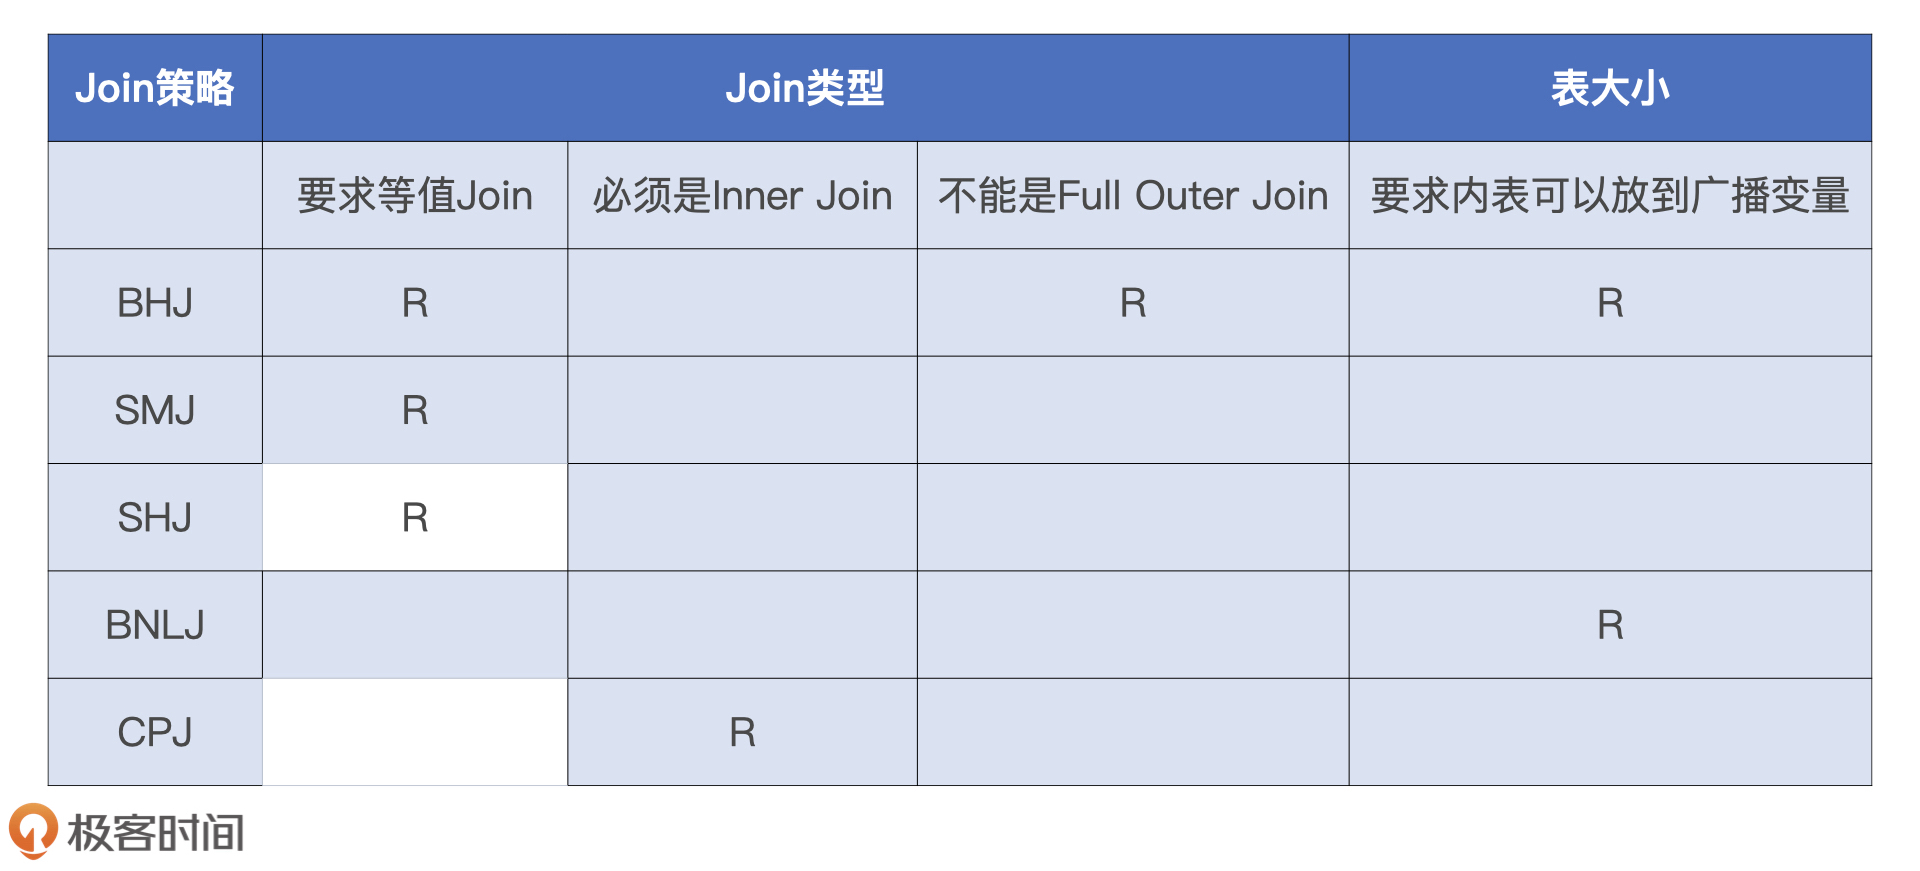 Join策略 Join类型 表大小
要求等值Join 必须是Inner Join 不能是Full Outer Join 要求内表可以放到广播变量
BHJ R R R
SMJ R
SHJ R
BNLJ R
CPJ R
极客时间